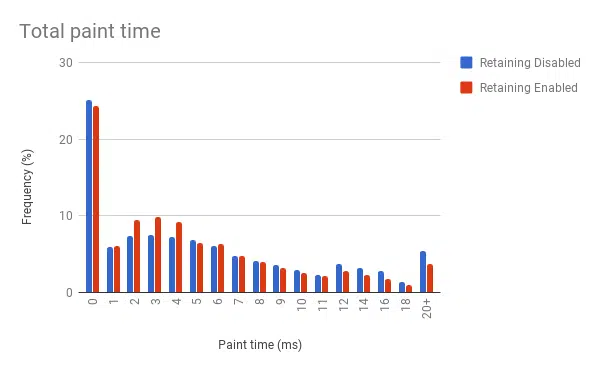 Total paint time
Retaining Disabled
Retaining Enabled
30
20
10
0
Frequency (%)
0 1 2 3 4 5 6 7 8 9 10 11 12 14 16 18 20+
Paint time (ms)